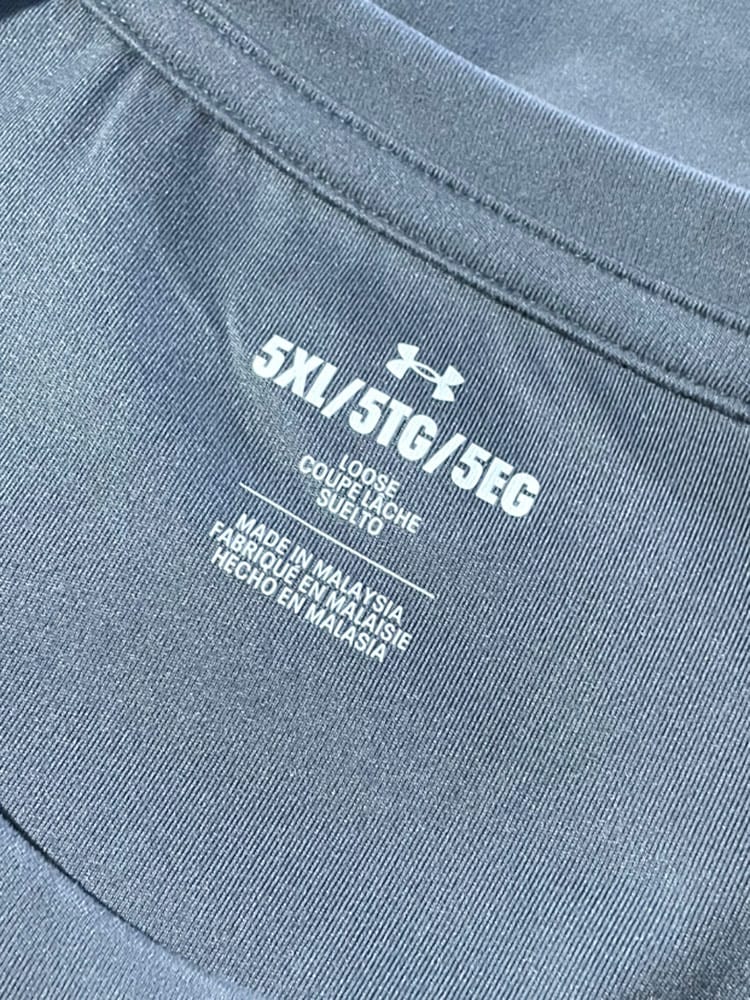 5XL/5TG/5EG
LOOSE
COUPE LÂCHE
SUELTO
MADE IN MALAYSIA
FABRIQUÉ EN MALAISIE
HECHO EN MALASIA